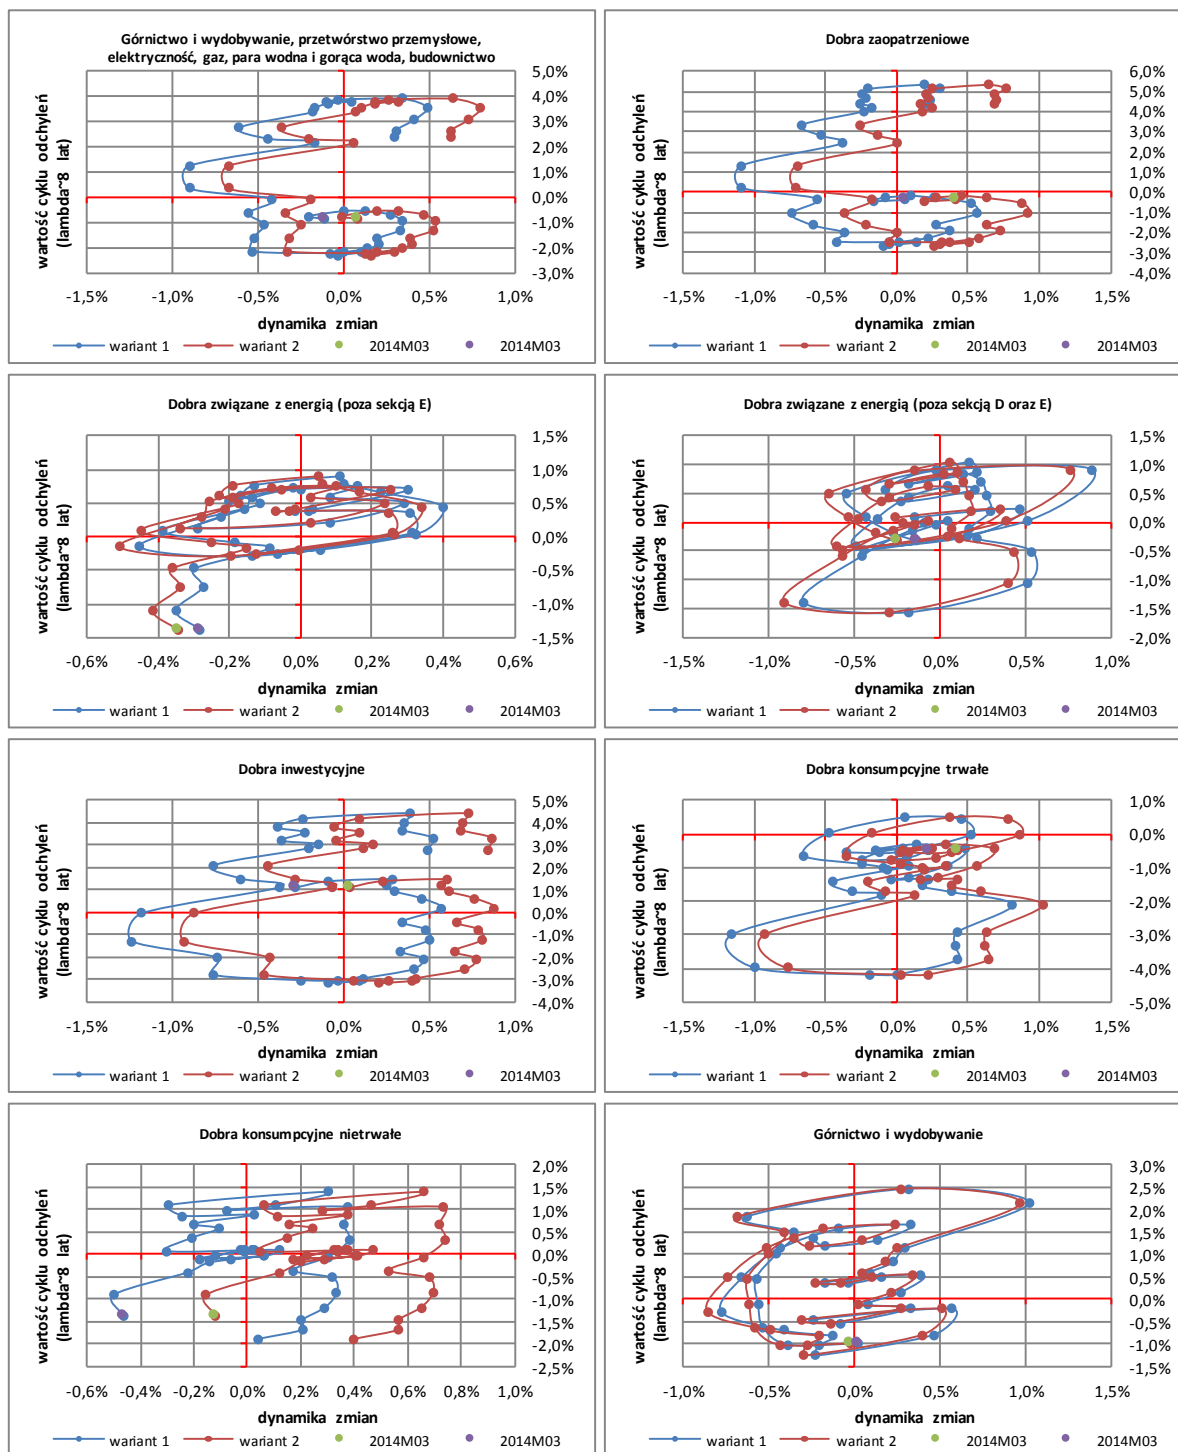 Górnictwo i wydobywanie, przetwórstwo przemysłowe,
elektryczność, gaz, para wodna i gorąca woda, budownictwo
wartość cyklu odchyleń
(lambda~8 lat)
5,0%
4,0%
3,0%
2,0%
1,0%
0,0%
-1,0%
-2,0%
-3,0%
-1,5% -1,0% -0,5% 0,0% 0,5% 1,0%
dynamika zmian
wariant 1 wariant 2 2014M03 2014M03
Dobra zaopatrzeniowe
wartość cyklu odchyleń
(lambda~8 lat)
6,0%
5,0%
4,0%
3,0%
2,0%
1,0%
0,0%
-1,0%
-2,0%
-3,0%
-4,0%
-1,5% -1,0% -0,5% 0,0% 0,5% 1,0% 1,5%
dynamika zmian
wariant 1 wariant 2 2014M03 2014M03
Dobra związane z energią (poza sekcją E)
wartość cyklu odchyleń
(lambda~8 lat)
1,5%
1,0%
0,5%
0,0%
-0,5%
-1,0%
-1,5%
-0,6% -0,4% -0,2% 0,0% 0,2% 0,4% 0,6%
dynamika zmian
wariant 1 wariant 2 2014M03 2014M03
Dobra związane z energią (poza sekcją D oraz E)
wartość cyklu odchyleń
(lambda~8 lat)
1,5%
1,0%
0,5%
0,0%
-0,5%
-1,0%
-1,5%
-2,0%
-1,5% -1,0% -0,5% 0,0% 0,5% 1,0%
dynamika zmian
wariant 1 wariant 2 2014M03 2014M03
Dobra inwestycyjne
wartość cyklu odchyleń
(lambda~8 lat)
5,0%
4,0%
3,0%
2,0%
1,0%
0,0%
-1,0%
-2,0%
-3,0%
-4,0%
-1,5% -1,0% -0,5% 0,0% 0,5% 1,0%
dynamika zmian
wariant 1 wariant 2 2014M03 2014M03
Dobra konsumpcyjne trwałe
wartość cyklu odchyleń
(lambda~8 lat)
1,0%
0,0%
-1,0%
-2,0%
-3,0%
-4,0%
-5,0%
-1,5% -1,0% -0,5% 0,0% 0,5% 1,0% 1,5%
dynamika zmian
wariant 1 wariant 2 2014M03 2014M03
Dobra konsumpcyjne nietrwałe
wartość cyklu odchyleń
(lambda~8 lat)
2,0%
1,5%
1,0%
0,5%
0,0%
-0,5%
-1,0%
-1,5%
-2,0%
-2,5%
-0,6% -0,4% -0,2% 0,0% 0,2% 0,4% 0,6% 0,8% 1,0%
dynamika zmian
wariant 1 wariant 2 2014M03 2014M03
Górnictwo i wydobywanie
wartość cyklu odchyleń
(lambda~8 lat)
3,0%
2,5%
2,0%
1,5%
1,0%
0,5%
0,0%
-0,5%
-1,0%
-1,5%
-1,0% -0,5% 0,0% 0,5% 1,0% 1,5%
dynamika zmian
wariant 1 wariant 2 2014M03 2014M03